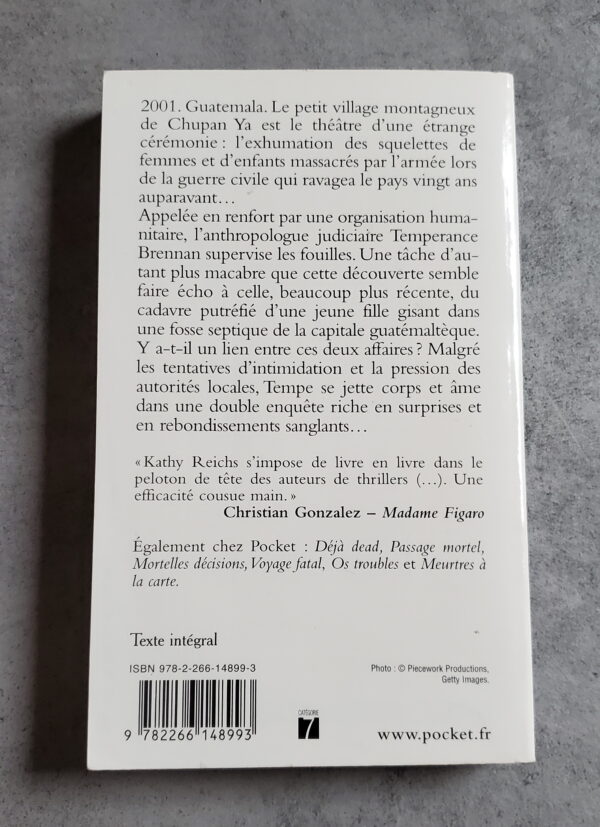 2001. Guatemala. Le petit village montagneux
de Chupan Ya est le théâtre d'une étrange
cérémonie : l'exhumation des squelettes de
femmes et d'enfants massacrés par l'armée lors
de la guerre civile qui ravagea le pays vingt ans
auparavant…
Appelée en renfort par une organisation huma-
nitaire, l'anthropologue judiciaire Temperance
Brennan supervise les fouilles. Une tâche d'au-
tant plus macabre que cette découverte semble
faire écho à celle, beaucoup plus récente, du
cadavre putréfié d'une jeune fille gisant dans
une fosse septique de la capitale guatémaltèque.
Y a-t-il un lien entre ces deux affaires ? Malgré
les tentatives d'intimidation et la pression des
autorités locales, Tempe se jette corps et âme
dans une double enquête riche en surprises et
en rebondissements sanglants…
« Kathy Reichs s'impose de livre en livre dans le
peloton de tête des auteurs de thrillers (…). Une
efficacité cousue main. »
Christian Gonzalez – Madame Figaro
Également chez Pocket : Déjà dead, Passage mortel,
Mortelles décisions, Voyage fatal, Os troubles et Meurtres à
la carte.
Texte intégral
ISBN 978-2-266-14899-3
Photo : © Piecework Productions,
Getty Images.
9 782266 148993
CATÉGORIE
7
www.pocket.fr